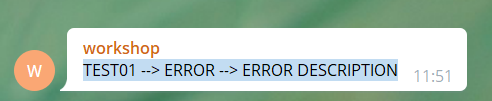 workshop
W
TEST01 --> ERROR --> ERROR DESCRIPTION
11:51